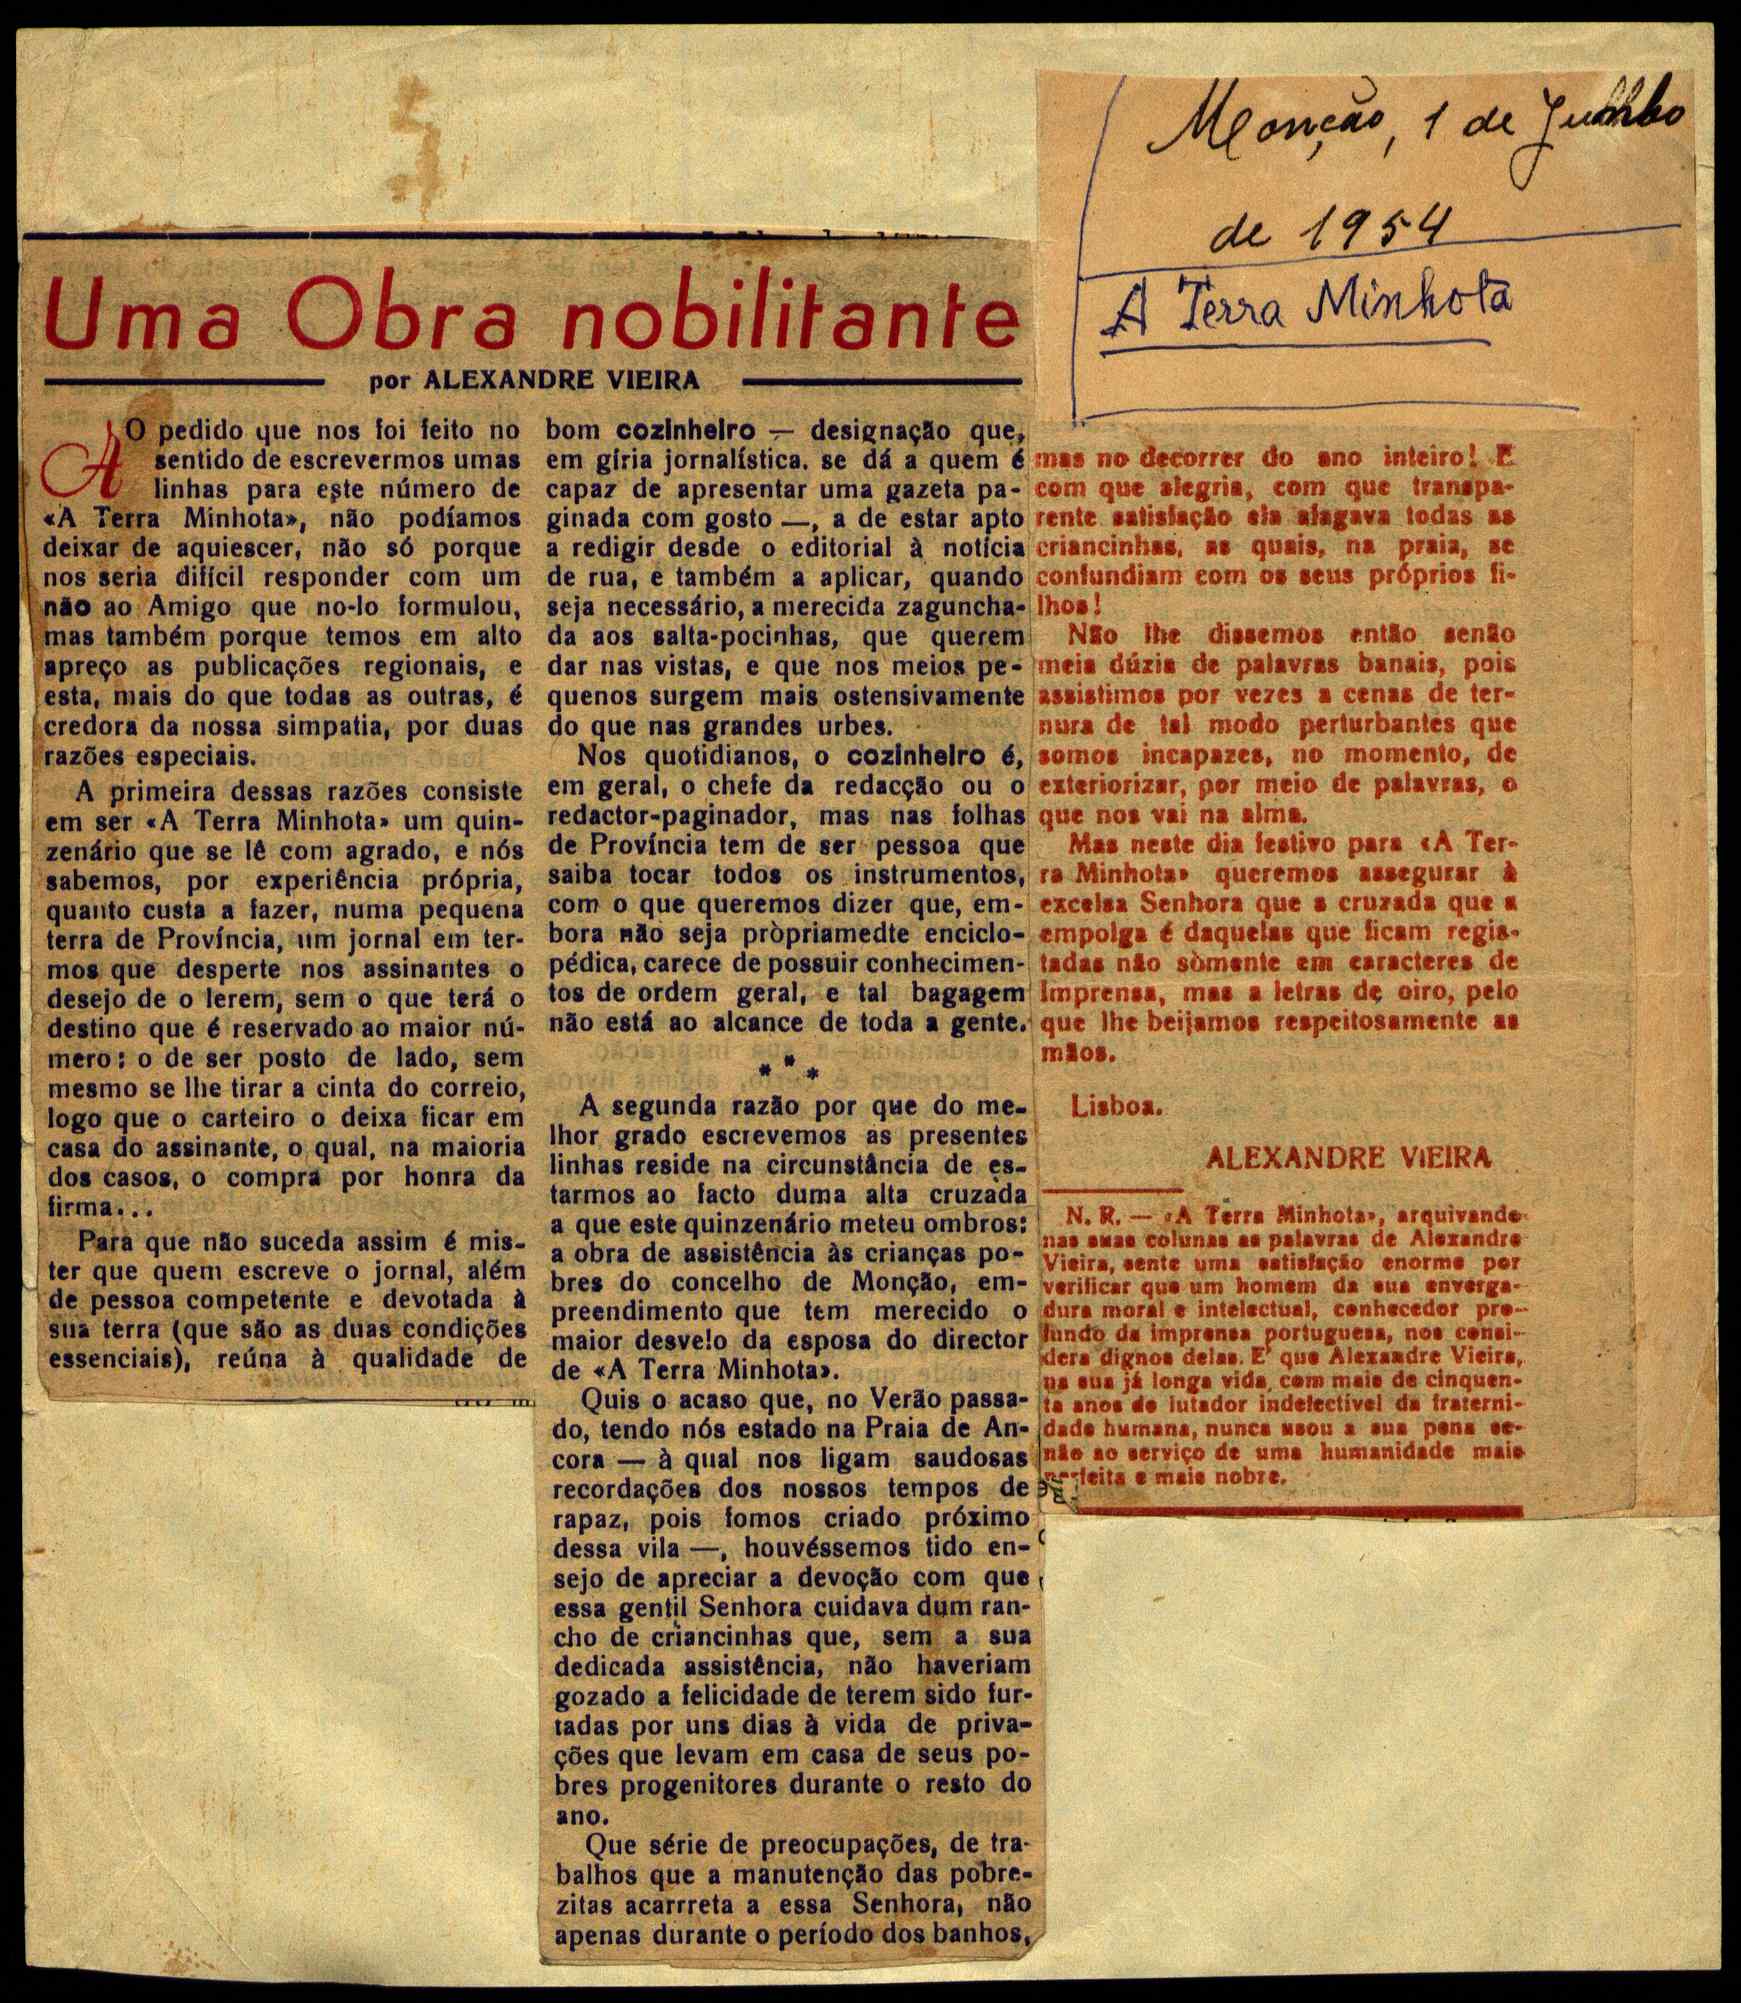 Monção, 1 de Julho
de 1954
A Terra Minhota
Uma Obra nobilitante
por ALEXANDRE VIEIRA
AO pedido que nos foi feito no
sentido de escrevermos umas
linhas para este número de
«A Terra Minhota», não podíamos
deixar de aquiescer, não só porque
nos seria difícil responder com um
não ao Amigo que no-lo formulou,
mas também porque temos em alto
apreço as publicações regionais, e
esta, mais do que todas as outras, é
credora da nossa simpatia, por duas
razões especiais.
A primeira dessas razões consiste
em ser «A Terra Minhota» um quin-
zenário que se lê com agrado, e nós
sabemos, por experiência própria,
quanto custa a fazer, numa pequena
terra de Província, um jornal em ter-
mos que desperte nos assinantes o
desejo de o lerem, sem o que terá o
destino que é reservado ao maior nú-
mero: o de ser posto de lado, sem
mesmo se lhe tirar a cinta do correio,
logo que o carteiro o deixa ficar em
casa do assinante, o qual, na maioria
dos casos, o compra por honra da
firma...
Para que não suceda assim é mis-
ter que quem escreve o jornal, além
de pessoa competente e devotada à
sua terra (que são as duas condições
essenciais), reúna à qualidade de
bom cozinheiro — designação que,
em gíria jornalística. se dá a quem é
capaz de apresentar uma gazeta pa-
ginada com gosto —, a de estar apto
a redigir desde o editorial à notícia
de rua, e também a aplicar, quando
seja necessário, a merecida zaguncha-
da aos salta-pocinhas, que querem
dar nas vistas, e que nos meios pe-
quenos surgem mais ostensivamente
do que nas grandes urbes.
Nos quotidianos, o cozinheiro é,
em geral, o chefe da redacção ou o
redactor-paginador, mas nas folhas
de Província tem de ser pessoa que
saiba tocar todos os instrumentos,
com o que queremos dizer que, em-
bora não seja pròpriamedte enciclo-
pédica, carece de possuir conhecimen-
tos de ordem geral, e tal bagagem
não está ao alcance de toda a gente.
* * *
A segunda razão por que do me-
lhor grado escrevemos as presentes
linhas reside na circunstância de es-
tarmos ao facto duma alta cruzada
a que este quinzenário meteu ombros:
a obra de assistência às crianças po-
bres do concelho de Monção, em-
preendimento que tem merecido o
maior desvelo da esposa do director
de «A Terra Minhota».
Quis o acaso que, no Verão passa-
do, tendo nós estado na Praia de An-
cora — à qual nos ligam saudosas
recordações dos nossos tempos de
rapaz, pois fomos criado próximo
dessa vila —, houvéssemos tido en-
sejo de apreciar a devoção com que
essa gentil Senhora cuidava dum ran-
cho de criancinhas que, sem a sua
dedicada assistência, não haveriam
gozado a felicidade de terem sido fur-
tadas por uns dias à vida de priva-
ções que levam em casa de seus po-
bres progenitores durante o resto do
ano.
Que série de preocupações, de tra-
balhos que a manutenção das pobre-
zitas acarrreta a essa Senhora, não
apenas durante o período dos banhos,
mas no decorrer do ano inteiro! E
com que alegria, com que transpa-
rente satisfação ela afagava todas as
criancinhas, as quais, na praia, se
confundiam com os seus próprios fi-
lhos!
Não lhe dissemos então senão
meia dúzia de palavras banais, pois
assistimos por vezes a cenas de ter-
nura de tal modo perturbantes que
somos incapazes, no momento, de
exteriorizar, por meio de palavras, o
que nos vai na alma.
Mas neste dia festivo para «A Ter-
ra Minhota» queremos assegurar à
excelsa Senhora que a cruzada que a
empolga é daquelas que ficam regis-
tadas não sòmente em caracteres de
Imprensa, mas a letras de oiro, pelo
que lhe beijamos respeitosamente as
mãos.
Lisboa.
ALEXANDRE VIEIRA
N. R. — «A Terra Minhota», arquivando
nas suas colunas as palavras de Alexandre
Vieira, sente uma satisfação enorme por
verificar que um homem da sua enverga-
dura moral e intelectual, conhecedor pro-
fundo da imprensa portuguesa, nos consi-
dera dignos delas. E' que Alexandre Vieira,
na sua já longa vida, com mais de cinquen-
ta anos de lutador indefectível da fraterni-
dade humana, nunca usou a sua pena se-
não ao serviço de uma humanidade mais
perfeita e mais nobre.